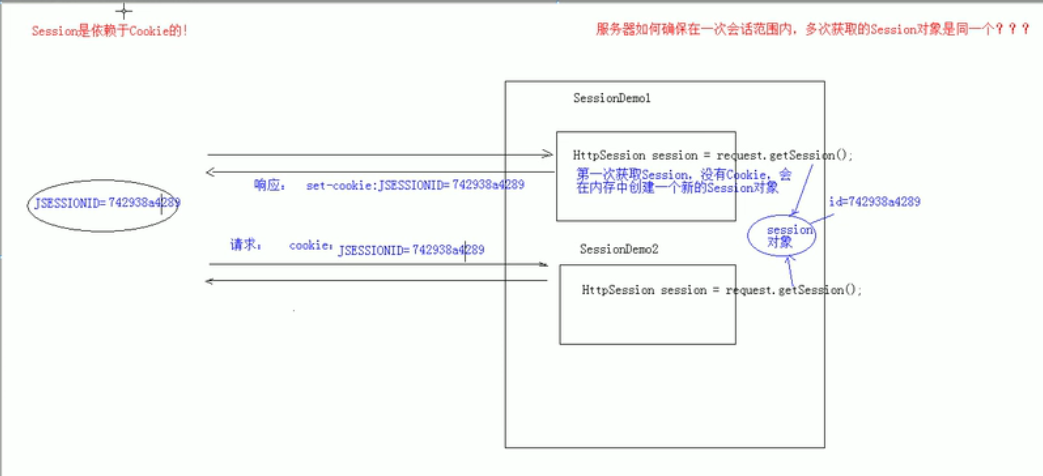 Session是依赖于Cookie的!
服务器如何确保在一次会话范围内, 多次获取的Session对象是同一个???
SessionDemo1
HttpSession session = request.getSession();
第一次获取Session, 没有Cookie, 会
在内存中创建一个新的Session对象
响应: set-cookie:JSESSIONID=742938a4289
JSESSIONID=742938a4289
id=742938a4289
session
对象
请求: cookie: JSESSIONID=742938a4289
SessionDemo2
HttpSession session = request.getSession();